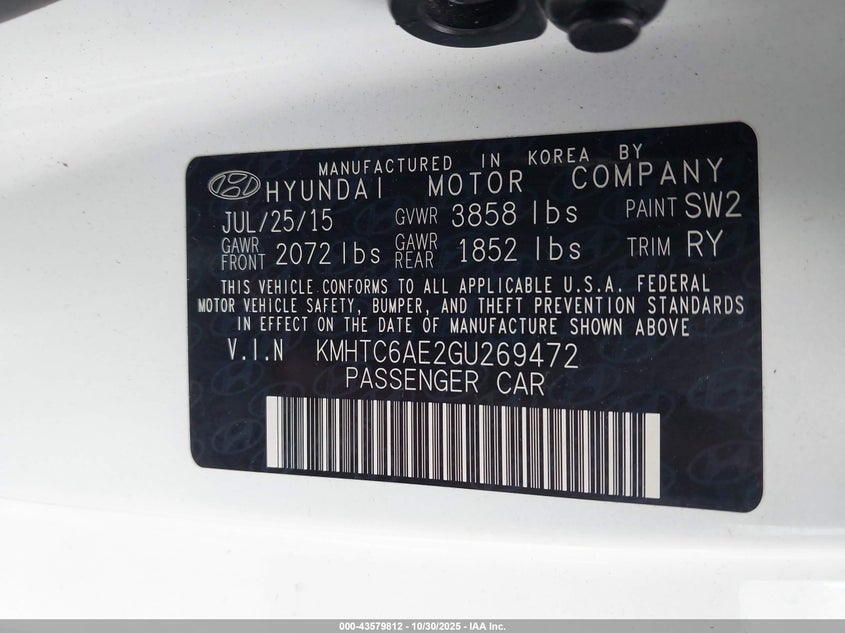 MANUFACTURED IN KOREA BY
HYUNDAI MOTOR COMPANY
JUL/25/15 GVWR 3858 lbs PAINT SW2
GAWR FRONT 2072 lbs GAWR REAR 1852 lbs TRIM RY
THIS VEHICLE CONFORMS TO ALL APPLICABLE U.S.A. FEDERAL
MOTOR VEHICLE SAFETY, BUMPER, AND THEFT PREVENTION STANDARDS
IN EFFECT ON THE DATE OF MANUFACTURE SHOWN ABOVE
V.I.N KMHTC6AE2GU269472
PASSENGER CAR
000-43579812 - 10/30/2025 - IAA Inc.